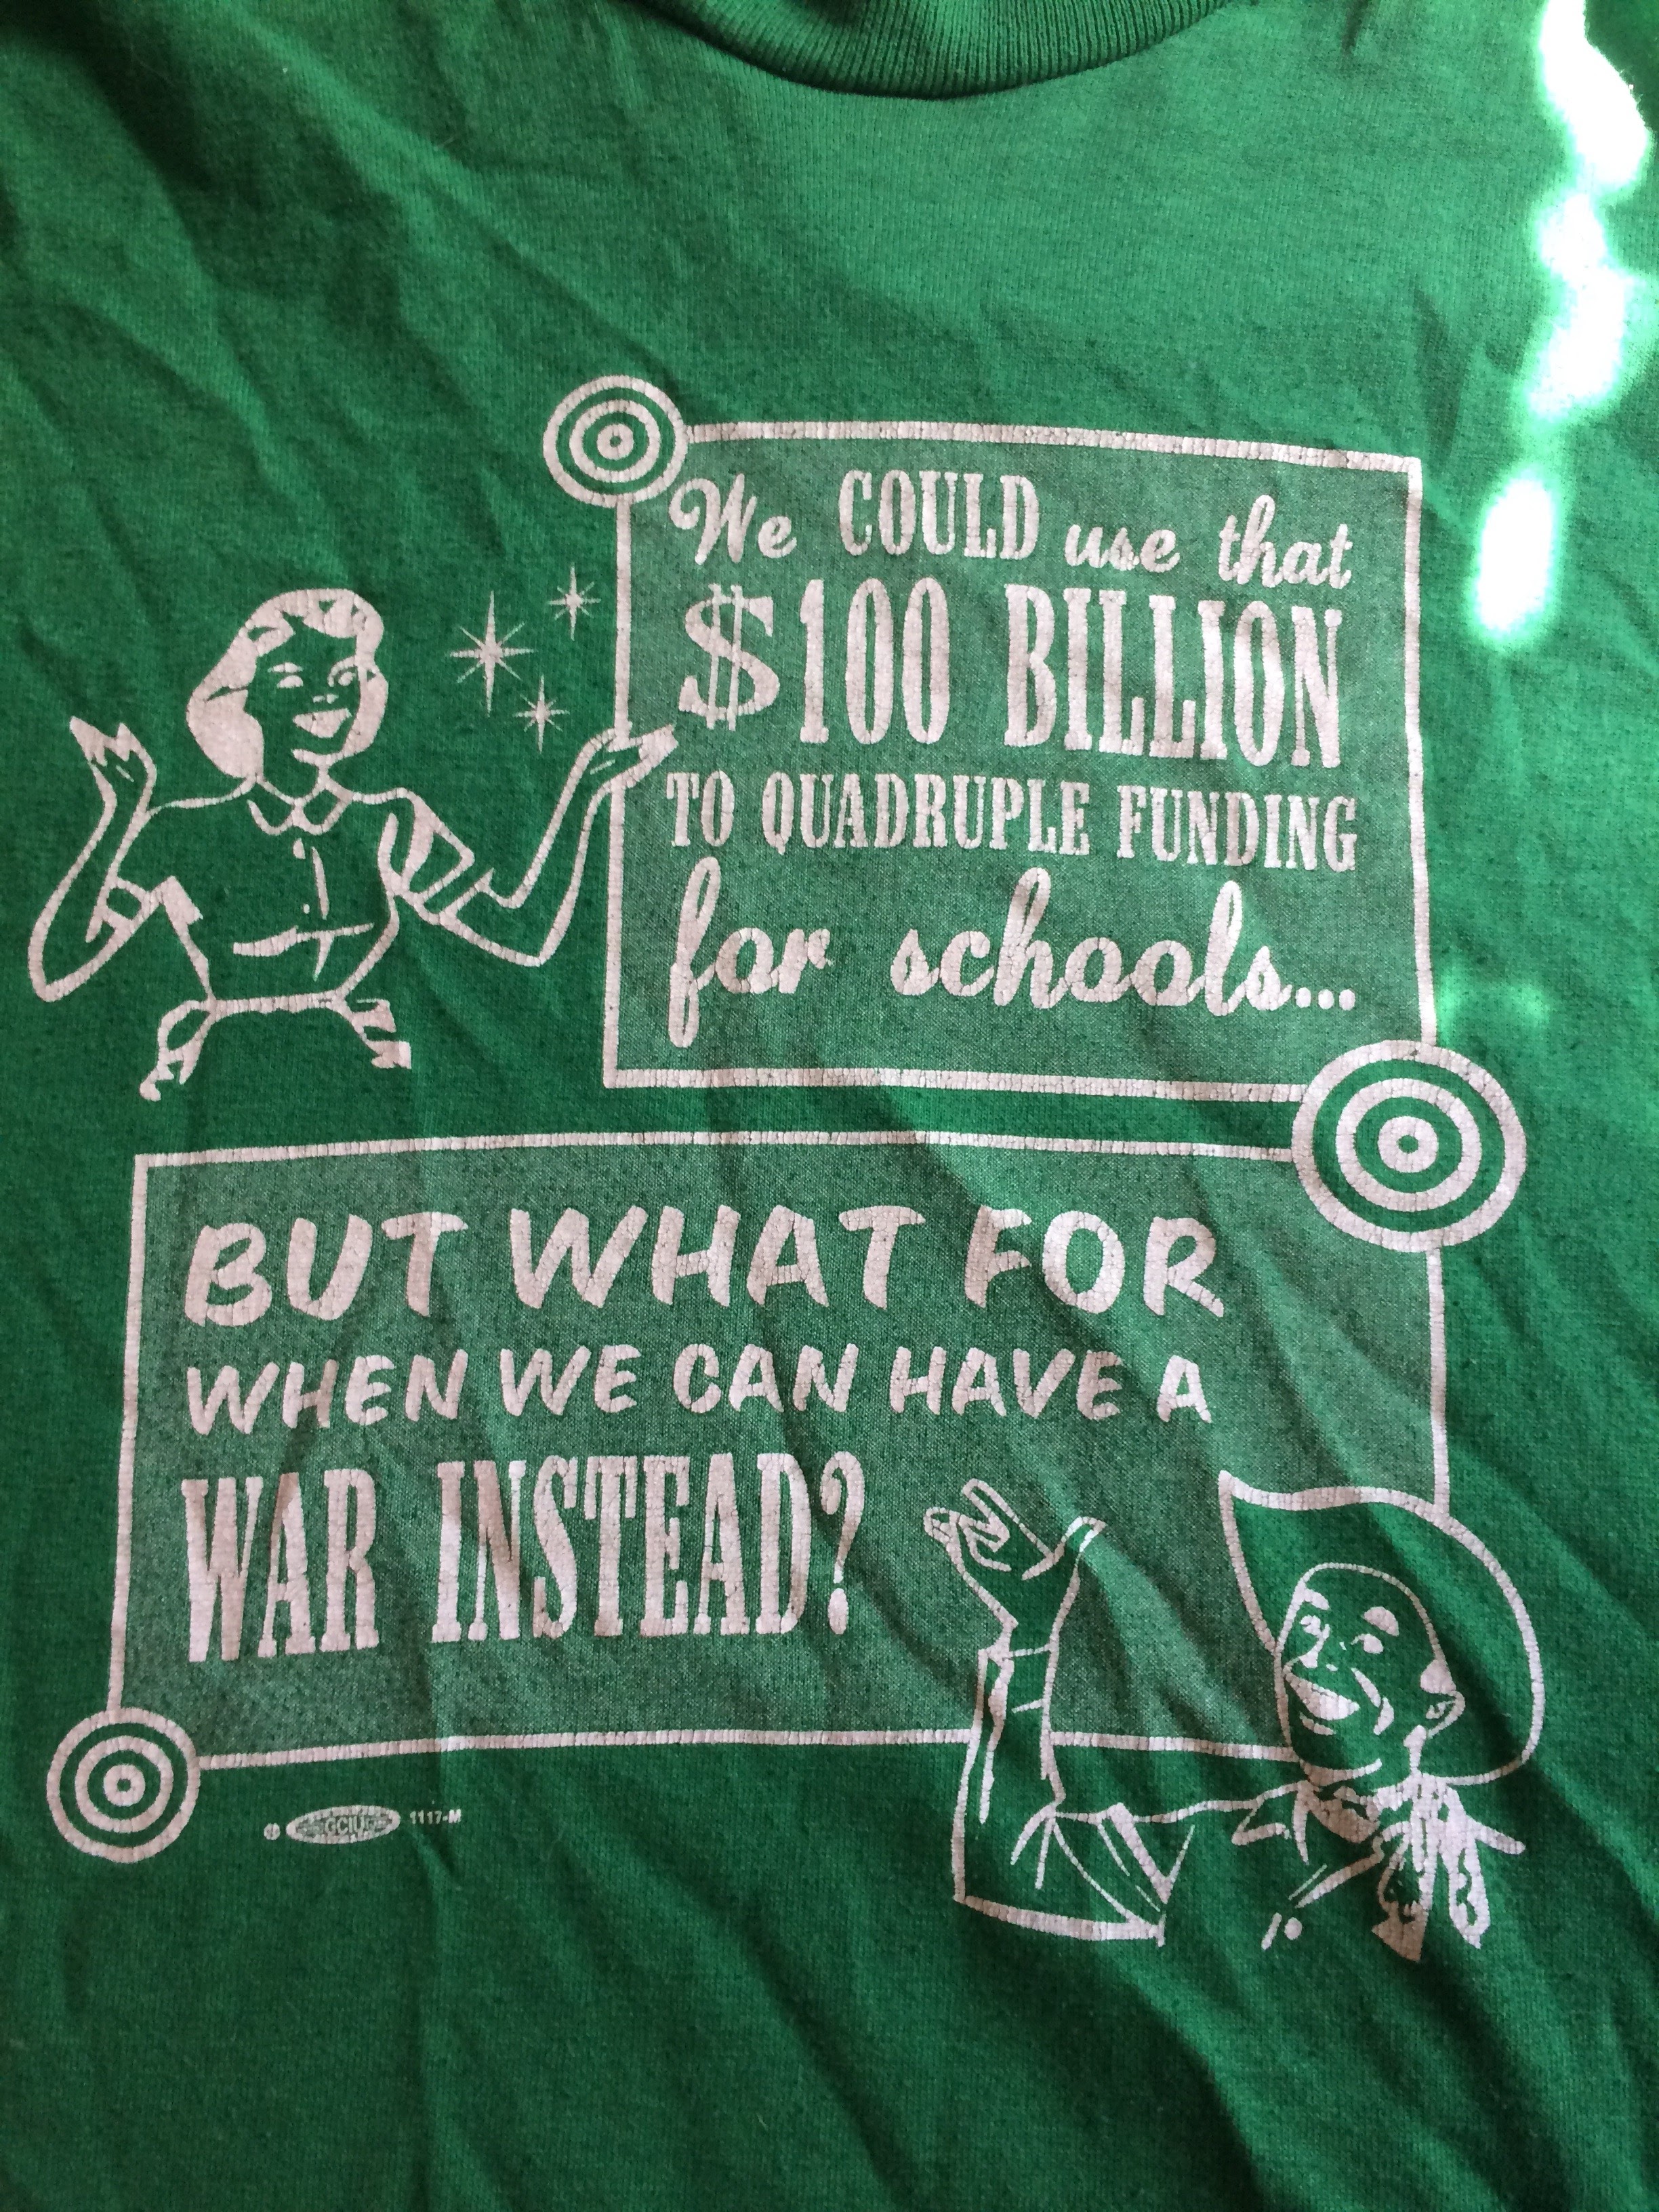 We COULD use that
$100 BILLION
TO QUADRUPLE FUNDING
for schools...
BUT WHAT FOR
WHEN WE CAN HAVE A
WAR INSTEAD?
GCIU 1117-M